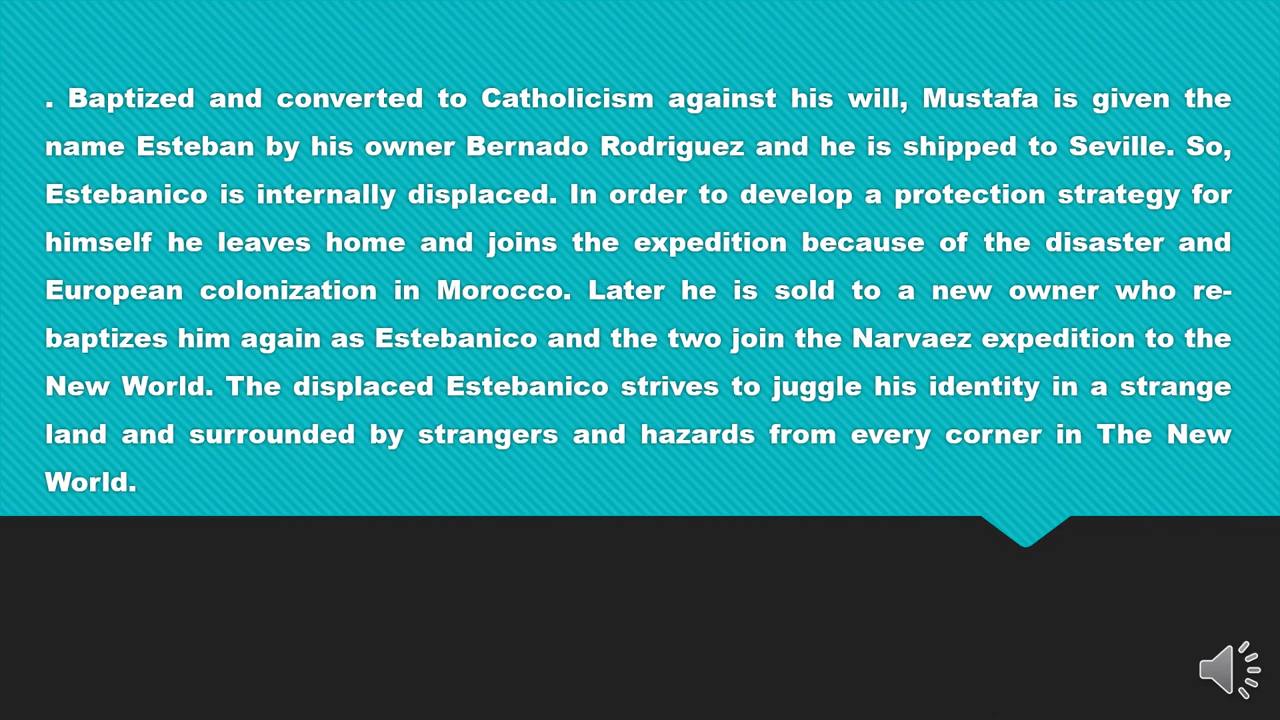 . Baptized and converted to Catholicism against his will, Mustafa is given the
name Esteban by his owner Bernado Rodriguez and he is shipped to Seville. So,
Estebanico is internally displaced. In order to develop a protection strategy for
himself he leaves home and joins the expedition because of the disaster and
European colonization in Morocco. Later he is sold to a new owner who re-
baptizes him again as Estebanico and the two join the Narvaez expedition to the
New World. The displaced Estebanico strives to juggle his identity in a strange
land and surrounded by strangers and hazards from every corner in The New
World.